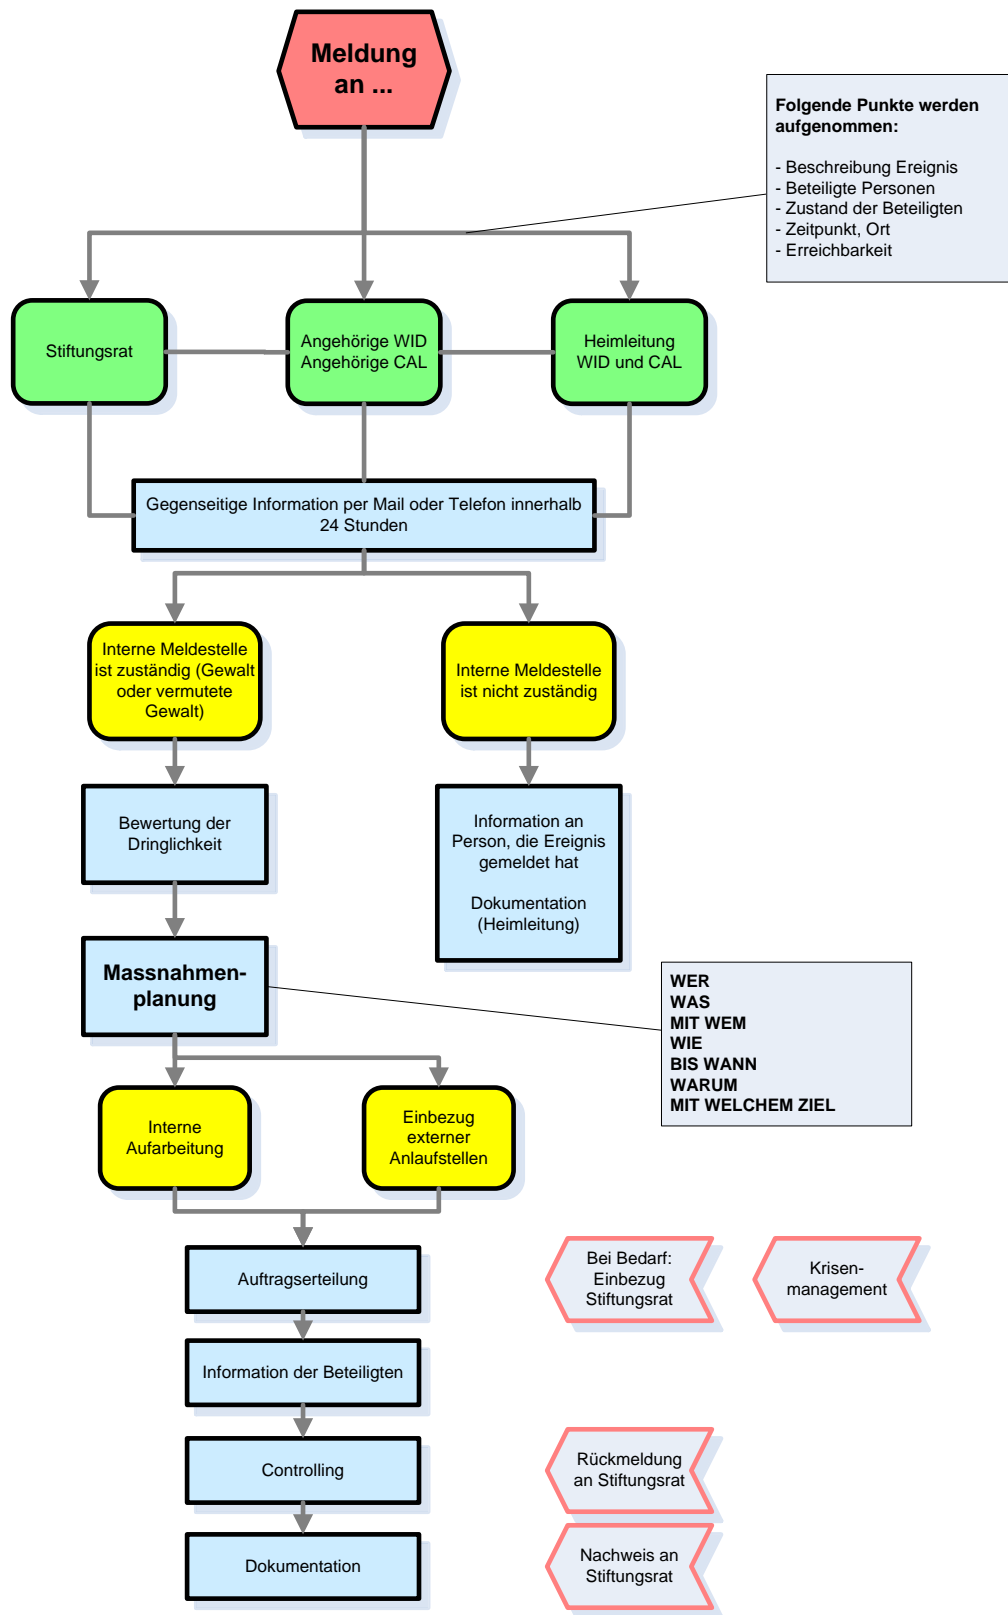 Meldung
an ...
Folgende Punkte werden
aufgenommen:
- Beschreibung Ereignis
- Beteiligte Personen
- Zustand der Beteiligten
- Zeitpunkt, Ort
- Erreichbarkeit
Stiftungsrat
Angehörige WID
Angehörige CAL
Heimleitung
WID und CAL
Gegenseitige Information per Mail oder Telefon innerhalb
24 Stunden
Interne Meldestelle
ist zuständig (Gewalt
oder vermutete
Gewalt)
Interne Meldestelle
ist nicht zuständig
Bewertung der
Dringlichkeit
Information an
Person, die Ereignis
gemeldet hat
Dokumentation
(Heimleitung)
Massnahmen-
planung
WER
WAS
MIT WEM
WIE
BIS WANN
WARUM
MIT WELCHEM ZIEL
Interne
Aufarbeitung
Einbezug
externer
Anlaufstellen
Auftragserteilung
Bei Bedarf:
Einbezug
Stiftungsrat
Krisen-
management
Information der Beteiligten
Controlling
Rückmeldung
an Stiftungsrat
Dokumentation
Nachweis an
Stiftungsrat